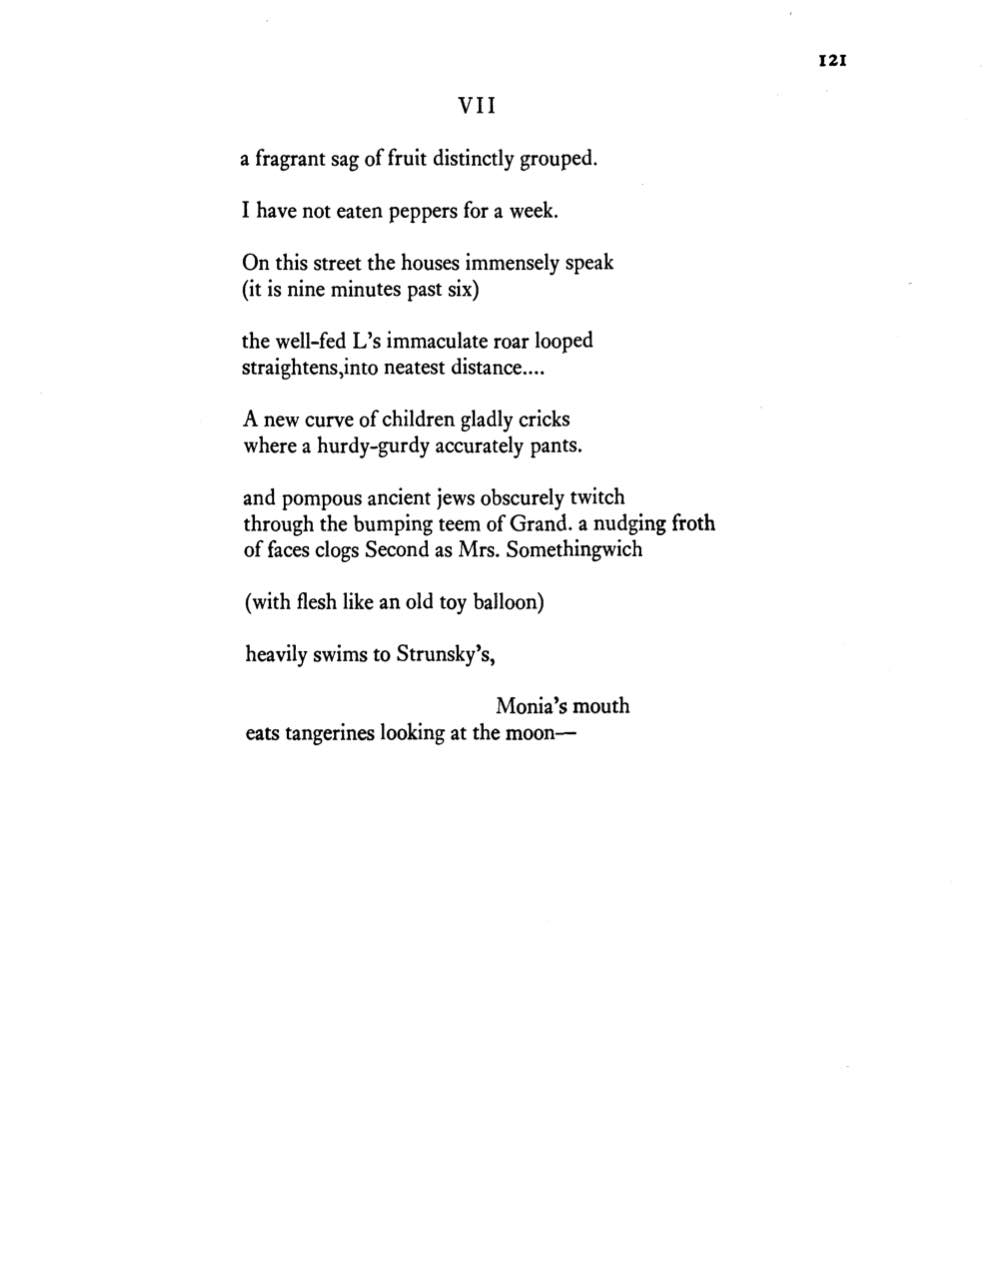 121
VII
a fragrant sag of fruit distinctly grouped.
I have not eaten peppers for a week.
On this street the houses immensely speak
(it is nine minutes past six)
the well-fed L's immaculate roar looped
straightens,into neatest distance....
A new curve of children gladly cricks
where a hurdy-gurdy accurately pants.
and pompous ancient jews obscurely twitch
through the bumping teem of Grand. a nudging froth
of faces clogs Second as Mrs. Somethingwich
(with flesh like an old toy balloon)
heavily swims to Strunsky's,
Monia's mouth
eats tangerines looking at the moon—